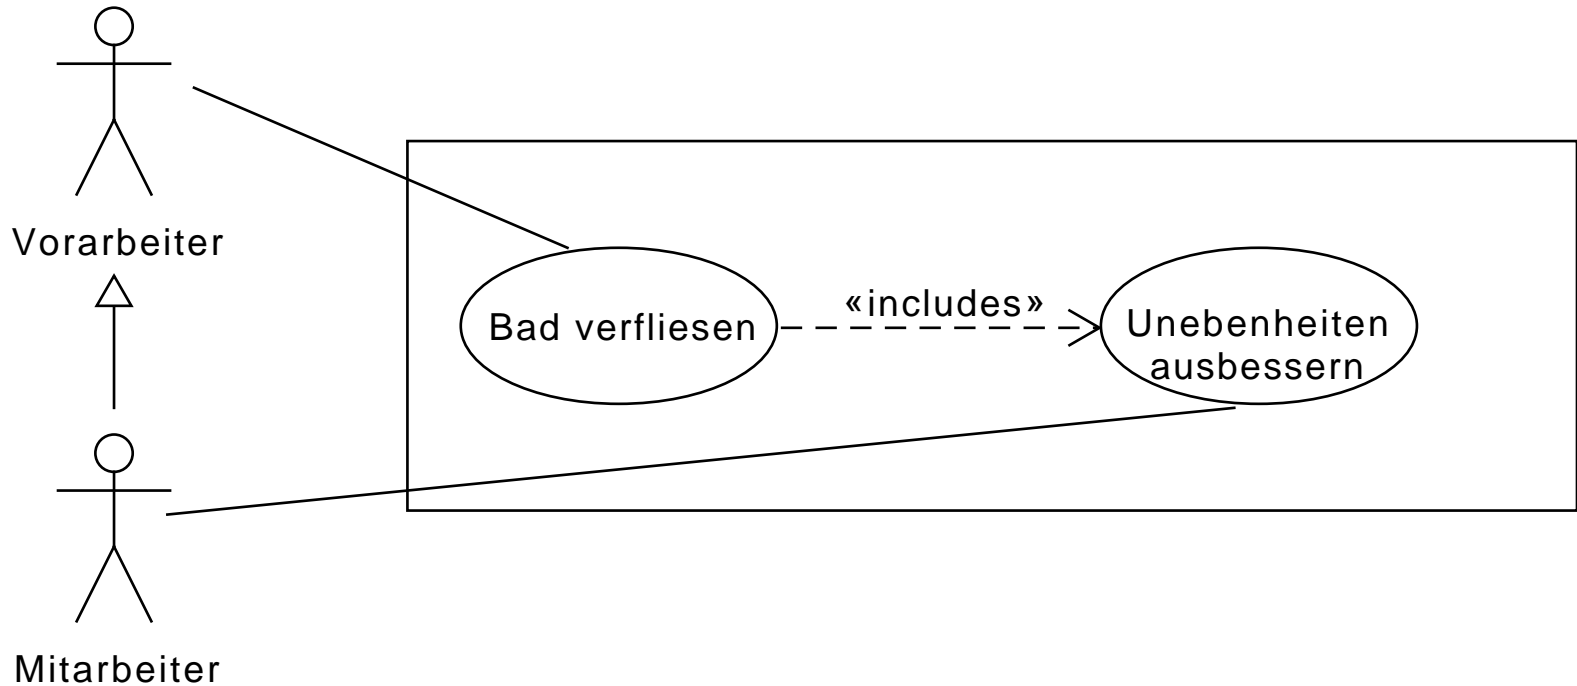 Vorarbeiter
«includes»
Bad verfliesen
Unebenheiten
ausbessern
Mitarbeiter